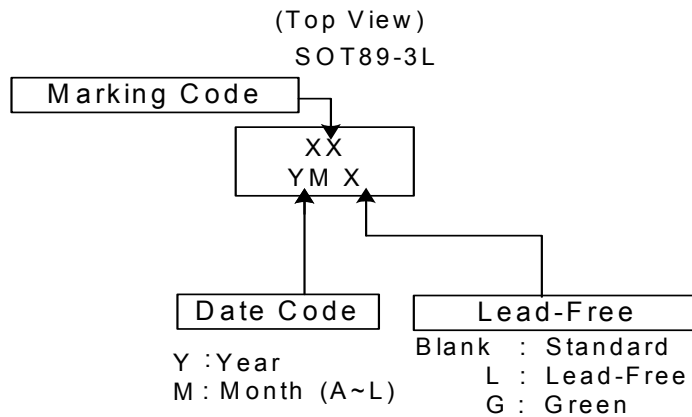 (Top View)
SOT89-3L
Marking Code
XX
YM X
Date Code
Lead-Free
Y : Year
M : Month (A~L)
Blank : Standard
L : Lead-Free
G : Green